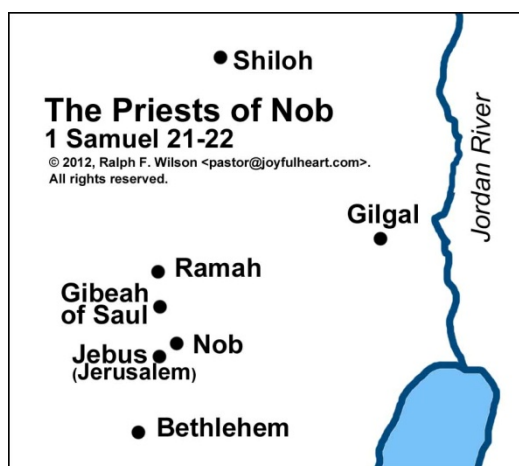 Shiloh
The Priests of Nob
1 Samuel 21-22
© 2012, Ralph F. Wilson <pastor@joyfulheart.com>.
All rights reserved.
Jordan River
Gilgal
Ramah
Gibeah
of Saul
Nob
Jebus
(Jerusalem)
Bethlehem